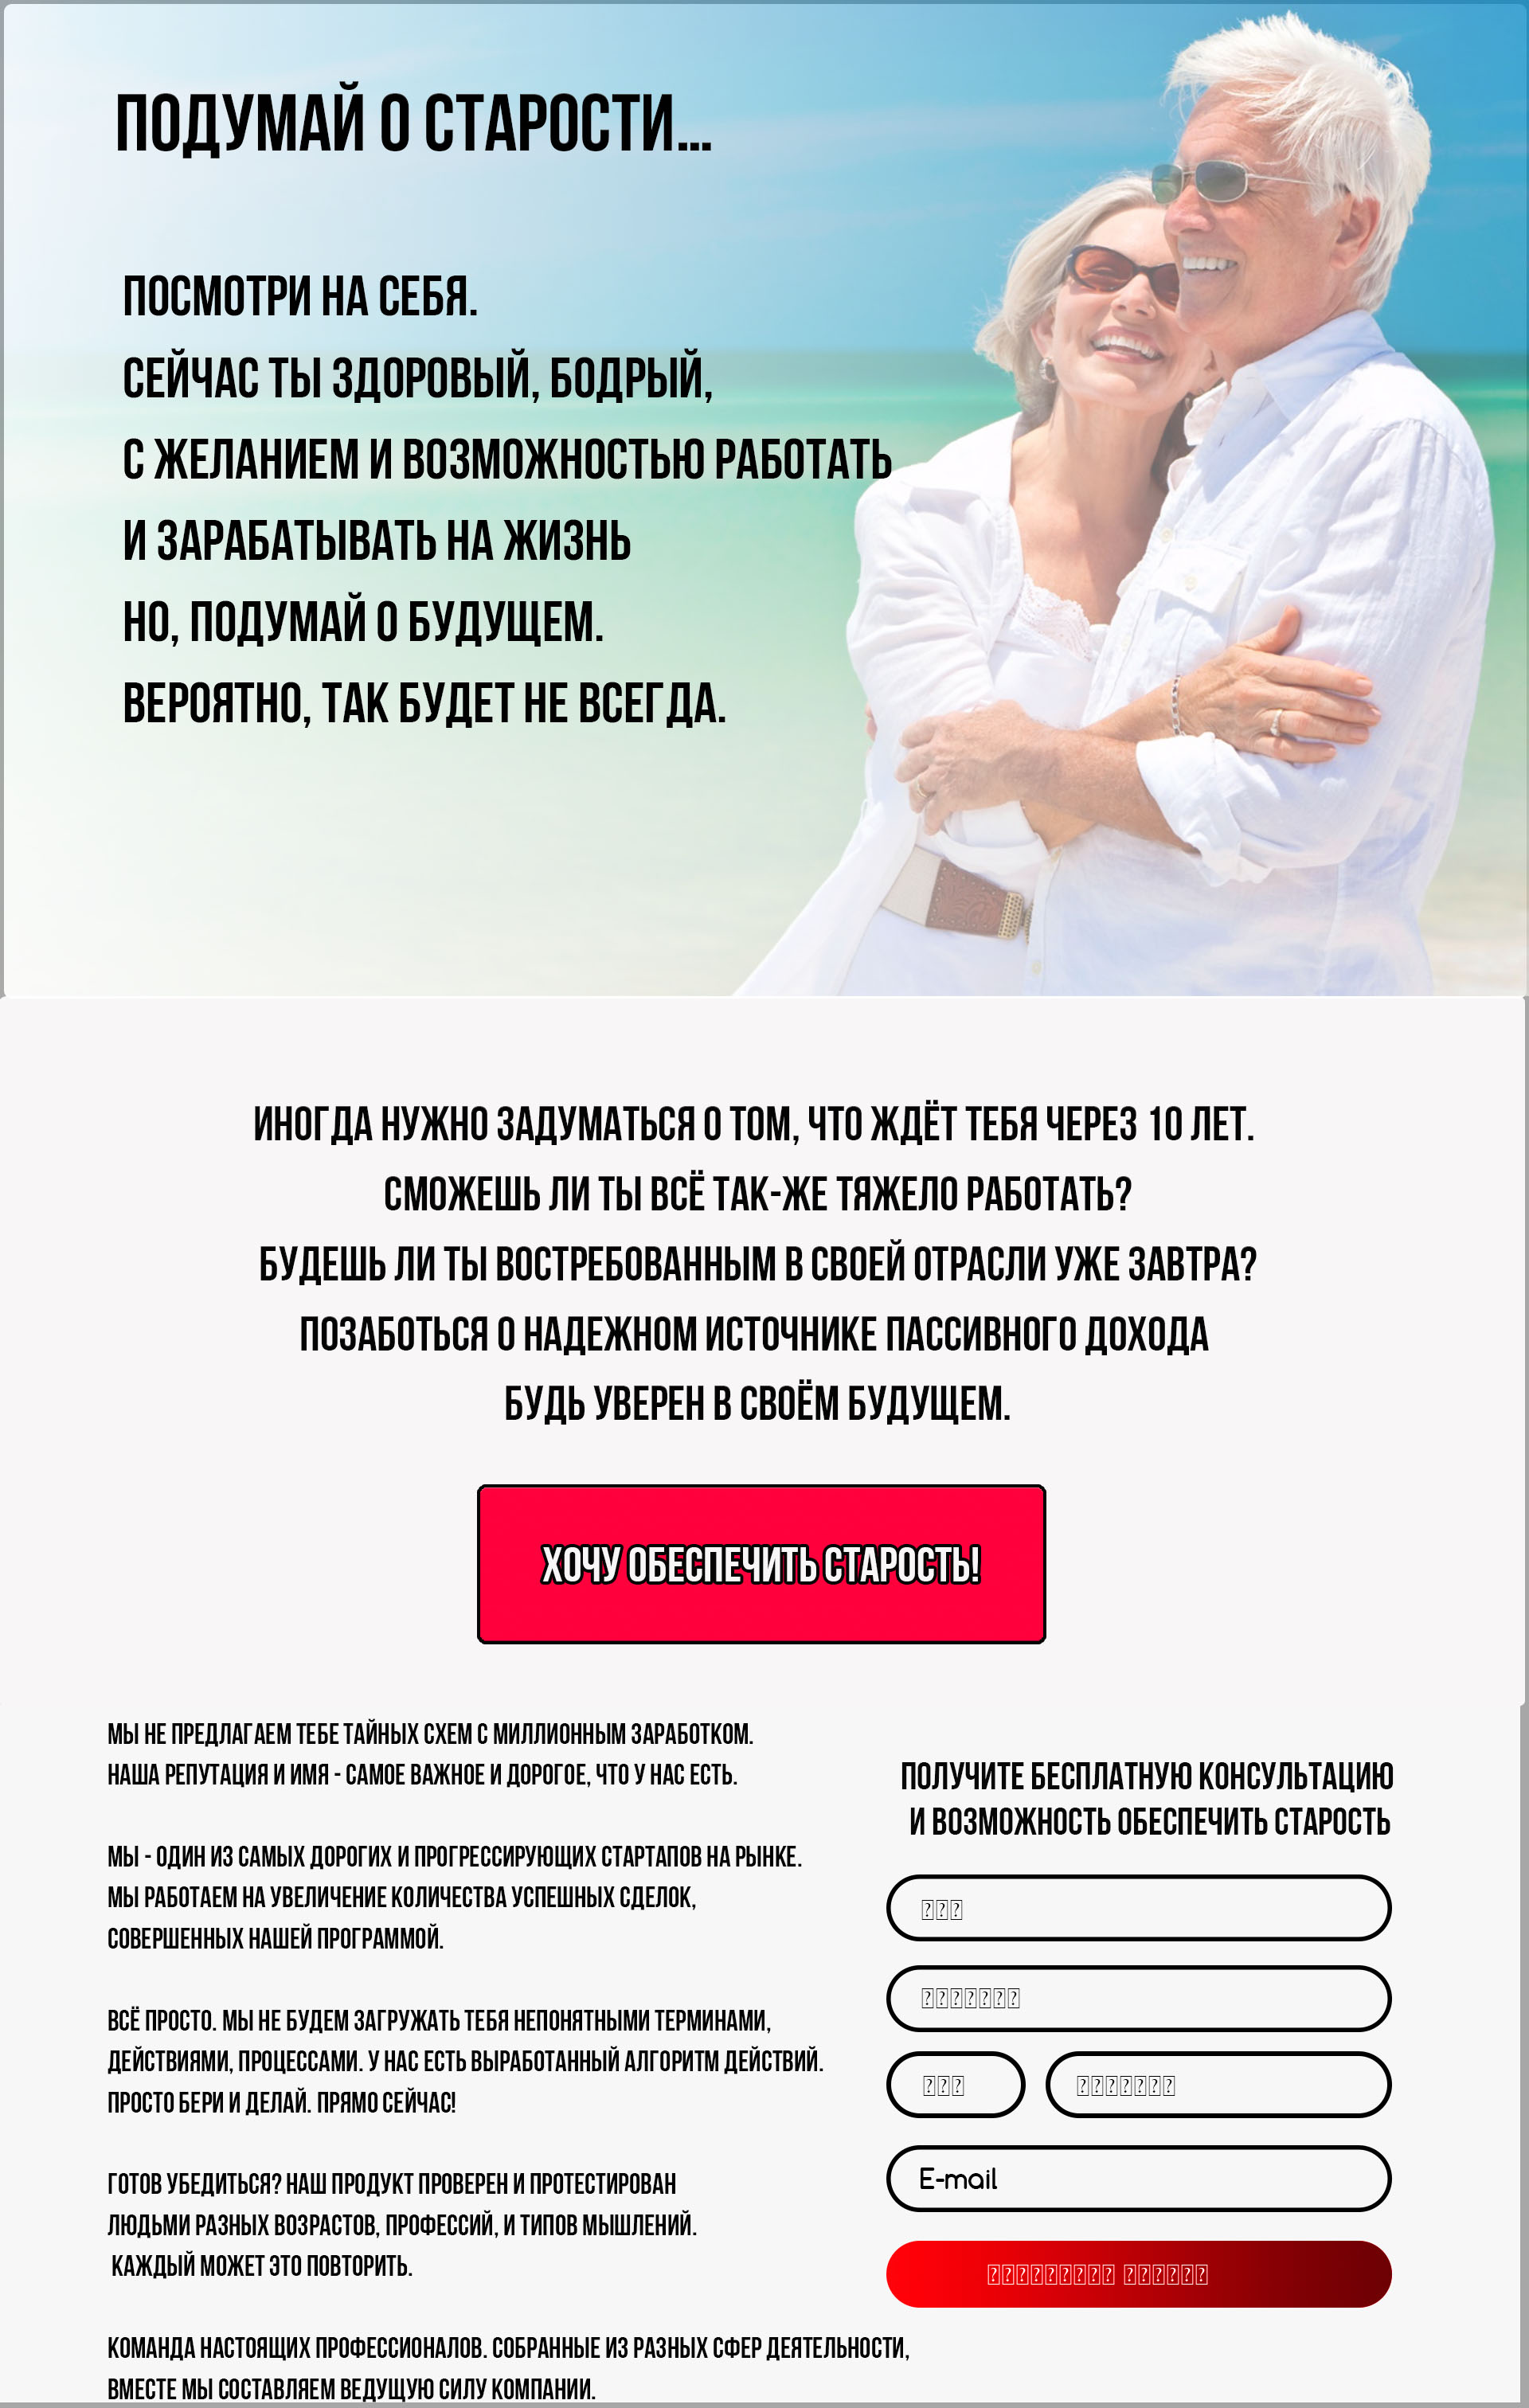 ПОДУМАЙ О СТАРОСТИ...
ПОСМОТРИ НА СЕБЯ.
СЕЙЧАС ТЫ ЗДОРОВЫЙ, БОДРЫЙ,
С ЖЕЛАНИЕМ И ВОЗМОЖНОСТЬЮ РАБОТАТЬ
И ЗАРАБАТЫВАТЬ НА ЖИЗНЬ
НО, ПОДУМАЙ О БУДУЩЕМ.
ВЕРОЯТНО, ТАК БУДЕТ НЕ ВСЕГДА.
ИНОГДА НУЖНО ЗАДУМАТЬСЯ О ТОМ, ЧТО ЖДЁТ ТЕБЯ ЧЕРЕЗ 10 ЛЕТ.
СМОЖЕШЬ ЛИ ТЫ ВСЁ ТАК-ЖЕ ТЯЖЕЛО РАБОТАТЬ?
БУДЕШЬ ЛИ ТЫ ВОСТРЕБОВАННЫМ В СВОЕЙ ОТРАСЛИ УЖЕ ЗАВТРА?
ПОЗАБОТЬСЯ О НАДЕЖНОМ ИСТОЧНИКЕ ПАССИВНОГО ДОХОДА
БУДЬ УВЕРЕН В СВОЁМ БУДУЩЕМ.
ХОЧУ ОБЕСПЕЧИТЬ СТАРОСТЬ!
МЫ НЕ ПРЕДЛАГАЕМ ТЕБЕ ТАЙНЫХ СХЕМ С МИЛЛИОННЫМ ЗАРАБОТКОМ.
НАША РЕПУТАЦИЯ И ИМЯ - САМОЕ ВАЖНОЕ И ДОРОГОЕ, ЧТО У НАС ЕСТЬ.
МЫ - ОДИН ИЗ САМЫХ ДОРОГИХ И ПРОГРЕССИРУЮЩИХ СТАРТАПОВ НА РЫНКЕ.
МЫ РАБОТАЕМ НА УВЕЛИЧЕНИЕ КОЛИЧЕСТВА УСПЕШНЫХ СДЕЛОК,
СОВЕРШЕННЫХ НАШЕЙ ПРОГРАММОЙ.
ВСЁ ПРОСТО. МЫ НЕ БУДЕМ ЗАГРУЖАТЬ ТЕБЯ НЕПОНЯТНЫМИ ТЕРМИНАМИ,
ДЕЙСТВИЯМИ, ПРОЦЕССАМИ. У НАС ЕСТЬ ВЫРАБОТАННЫЙ АЛГОРИТМ ДЕЙСТВИЙ.
ПРОСТО БЕРИ И ДЕЛАЙ. ПРЯМО СЕЙЧАС!
ГОТОВ УБЕДИТЬСЯ? НАШ ПРОДУКТ ПРОВЕРЕН И ПРОТЕСТИРОВАН
ЛЮДЬМИ РАЗНЫХ ВОЗРАСТОВ, ПРОФЕССИЙ, И ТИПОВ МЫШЛЕНИЙ.
КАЖДЫЙ МОЖЕТ ЭТО ПОВТОРИТЬ.
КОМАНДА НАСТОЯЩИХ ПРОФЕССИОНАЛОВ. СОБРАННЫЕ ИЗ РАЗНЫХ СФЕР ДЕЯТЕЛЬНОСТИ,
ВМЕСТЕ МЫ СОСТАВЛЯЕМ ВЕДУЩУЮ СИЛУ КОМПАНИИ.
ПОЛУЧИТЕ БЕСПЛАТНУЮ КОНСУЛЬТАЦИЮ
И ВОЗМОЖНОСТЬ ОБЕСПЕЧИТЬ СТАРОСТЬ
E-mail